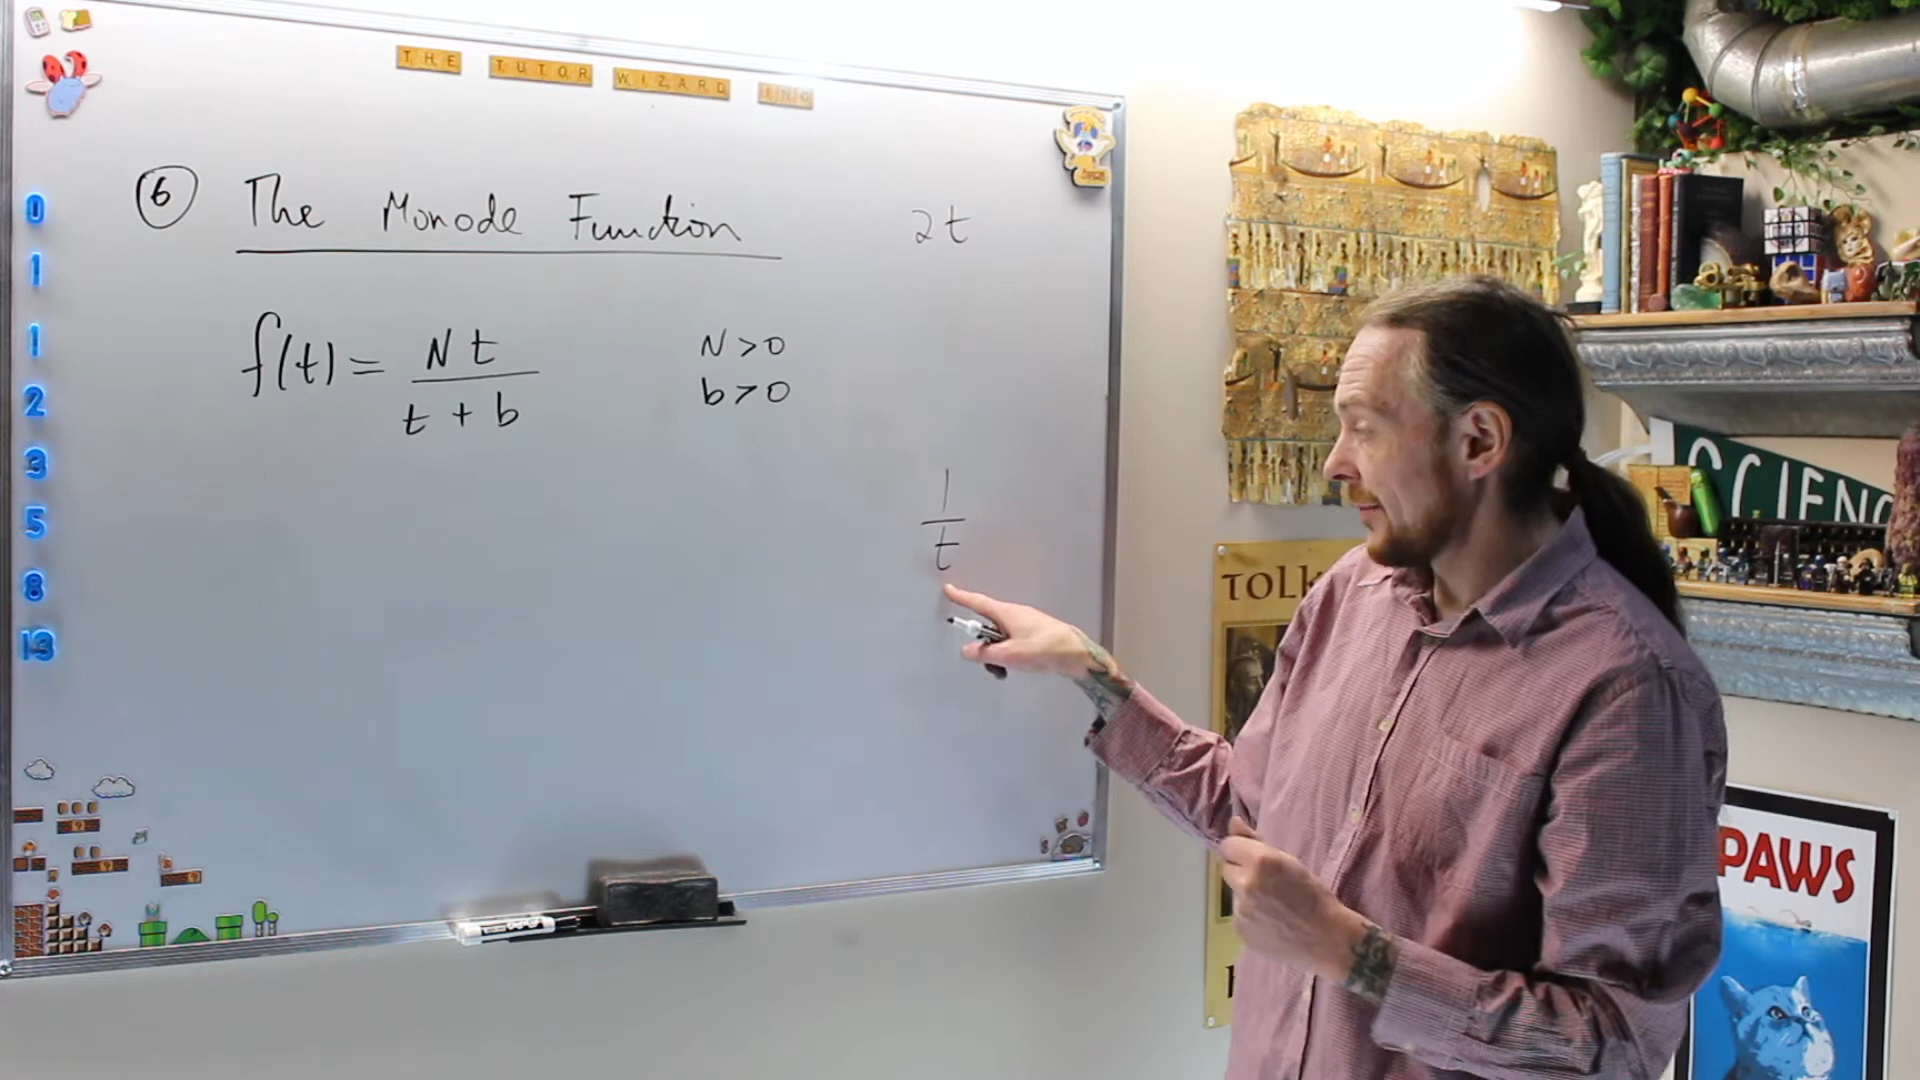 THE TUTOR WIZARD INC
⑥ The Monode Function
2t
f(t) = Nt / t + b
N > 0
b > 0
1 / t
0
1
1
2
3
5
8
13
SCIENC
TOLK
PAWS